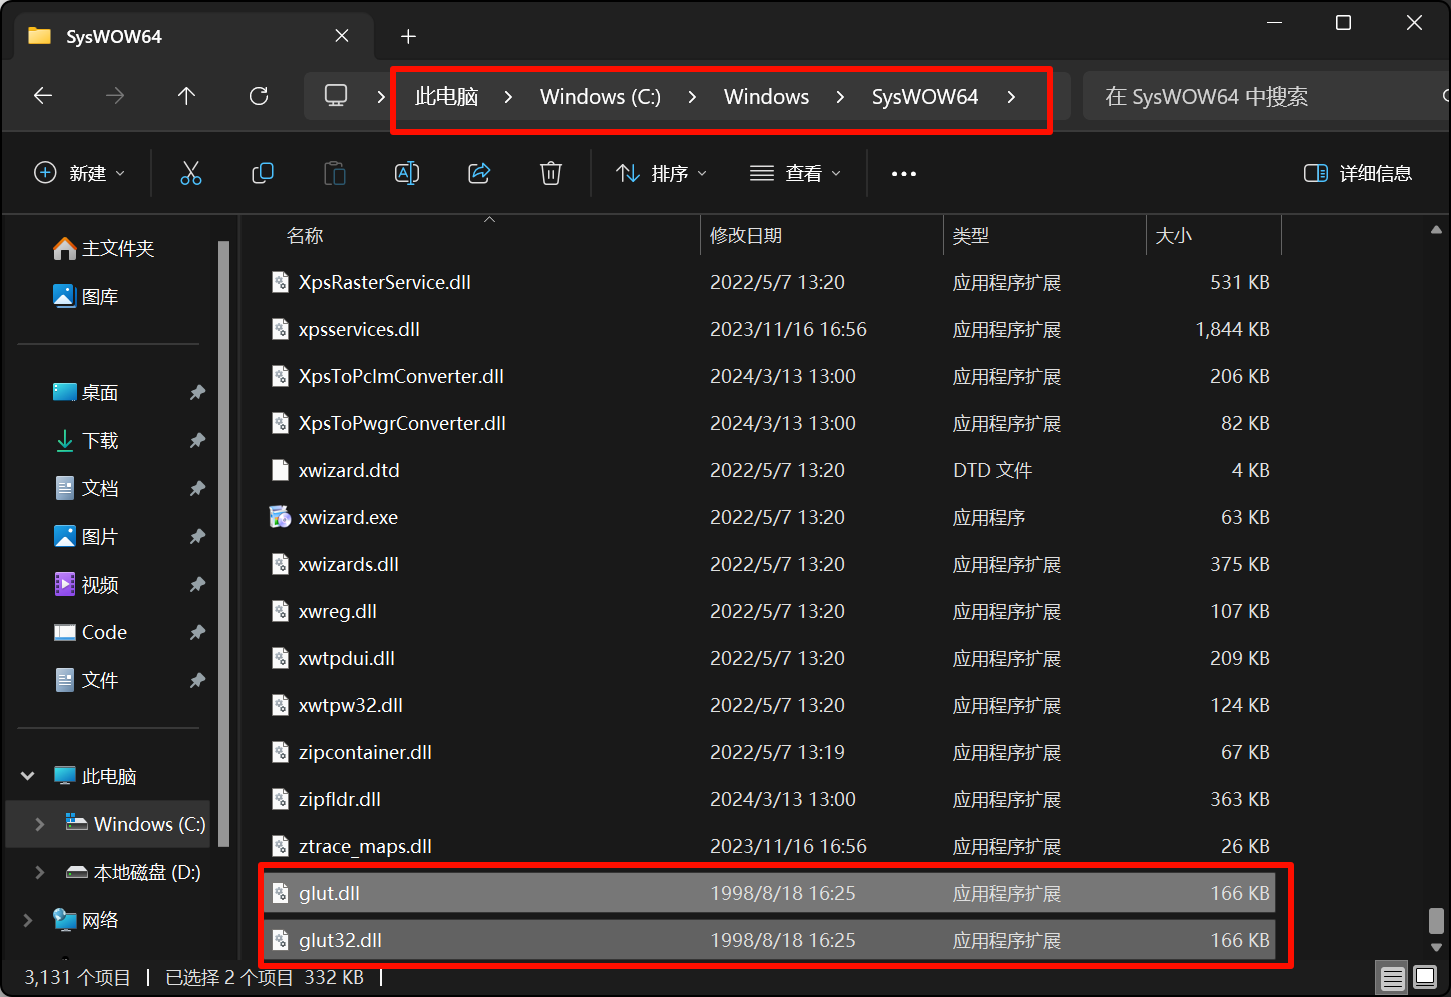 SysWOW64
此电脑 > Windows (C:) > Windows > SysWOW64 >
在 SysWOW64 中搜索
新建
排序
查看
详细信息
主文件夹
图库
桌面
下载
文档
图片
视频
Code
文件
此电脑
Windows (C:)
本地磁盘 (D:)
网络
名称 修改日期 类型 大小
XpsRasterService.dll 2022/5/7 13:20 应用程序扩展 531 KB
xpsservices.dll 2023/11/16 16:56 应用程序扩展 1,844 KB
XpsToPclmConverter.dll 2024/3/13 13:00 应用程序扩展 206 KB
XpsToPwgrConverter.dll 2024/3/13 13:00 应用程序扩展 82 KB
xwizard.dtd 2022/5/7 13:20 DTD 文件 4 KB
xwizard.exe 2022/5/7 13:20 应用程序 63 KB
xwizards.dll 2022/5/7 13:20 应用程序扩展 375 KB
xwreg.dll 2022/5/7 13:20 应用程序扩展 107 KB
xwtpdui.dll 2022/5/7 13:20 应用程序扩展 209 KB
xwtpw32.dll 2022/5/7 13:20 应用程序扩展 124 KB
zipcontainer.dll 2022/5/7 13:19 应用程序扩展 67 KB
zipfldr.dll 2024/3/13 13:00 应用程序扩展 363 KB
ztrace_maps.dll 2023/11/16 16:56 应用程序扩展 26 KB
glut.dll 1998/8/18 16:25 应用程序扩展 166 KB
glut32.dll 1998/8/18 16:25 应用程序扩展 166 KB
3,131 个项目 | 已选择 2 个项目 332 KB |